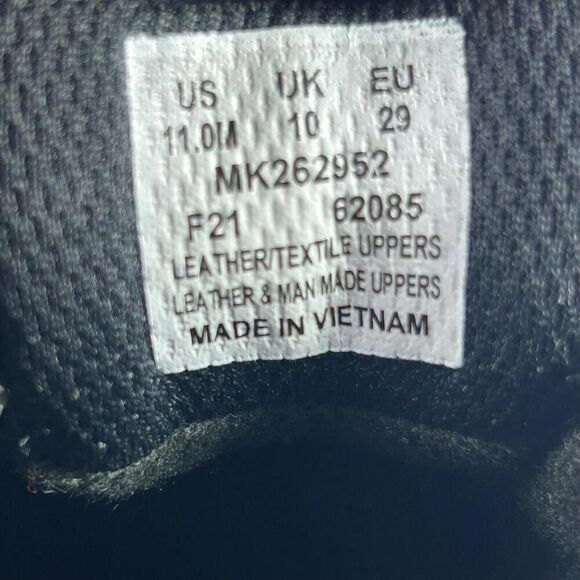 US UK EU
11.0M 10 29
MK262952
F21 62085
LEATHER/TEXTILE UPPERS
LEATHER & MAN MADE UPPERS
MADE IN VIETNAM